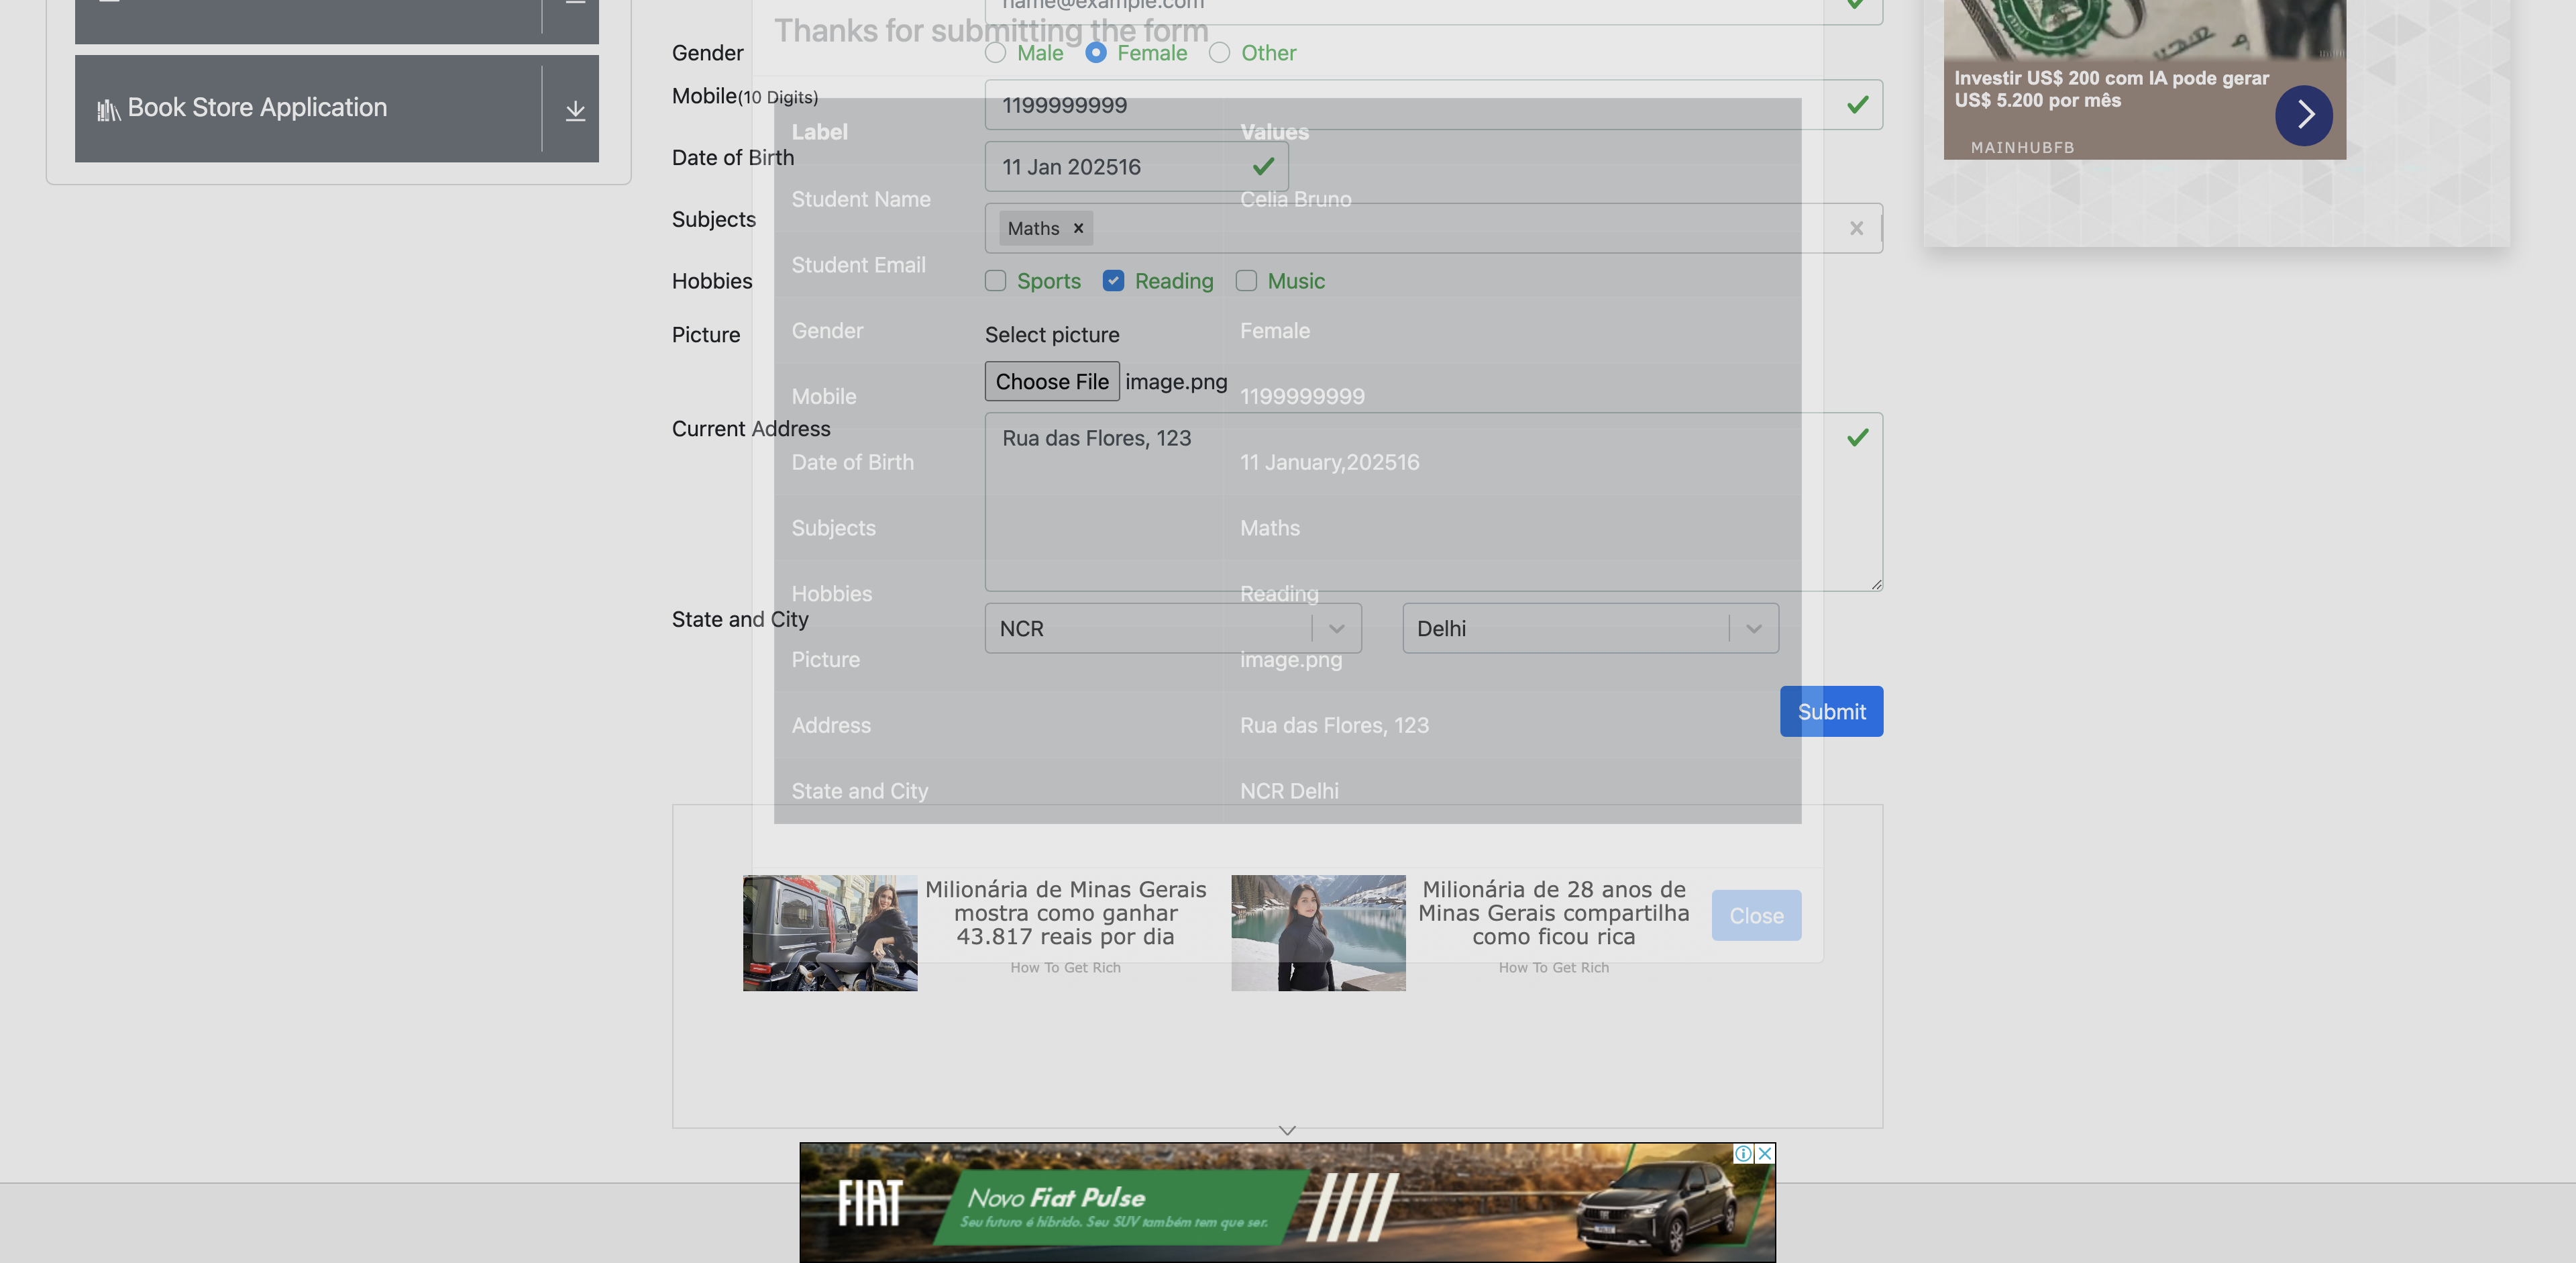 name@example.com
Thanks for submitting the form
Gender
Male
Female
Other
Mobile(10 Digits)
1199999999
Label
Values
Date of Birth
11 Jan 202516
Student Name
Celia Bruno
Subjects
Maths
Student Email
Hobbies
Sports
Reading
Music
Gender
Female
Picture
Select picture
Choose File image.png
Mobile
1199999999
Current Address
Rua das Flores, 123
Date of Birth
11 January,202516
Subjects
Maths
Hobbies
Reading
State and City
NCR
Delhi
Picture
image.png
Submit
Address
Rua das Flores, 123
State and City
NCR Delhi
Book Store Application
Investir US$ 200 com IA pode gerar
US$ 5.200 por mês
MAINHUBFB
Milionária de Minas Gerais
mostra como ganhar
43.817 reais por dia
How To Get Rich
Milionária de 28 anos de
Minas Gerais compartilha
como ficou rica
How To Get Rich
Close
FIAT
Novo Fiat Pulse
Seu futuro é híbrido. Seu SUV também tem que ser.